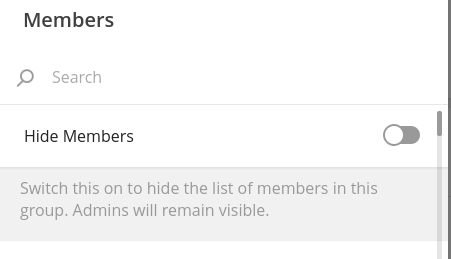 Members
Search
Hide Members
Switch this on to hide the list of members in this
group. Admins will remain visible.